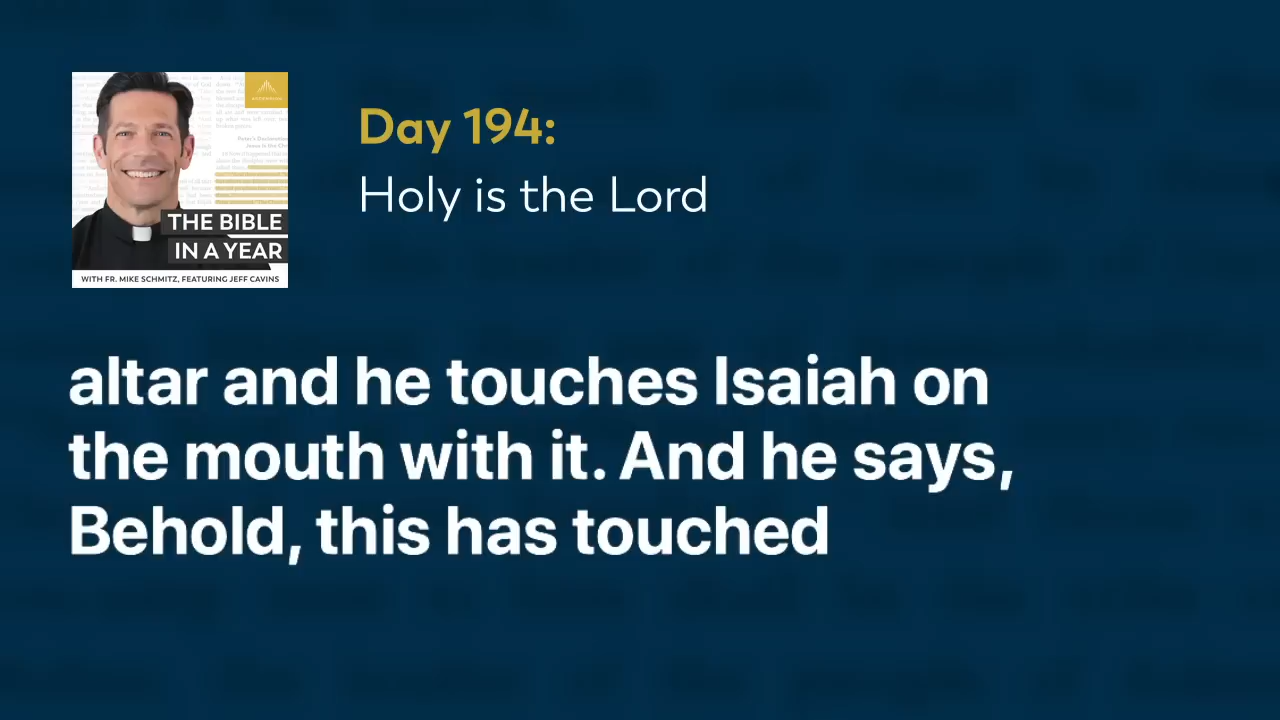 THE BIBLE
IN A YEAR
WITH FR. MIKE SCHMITZ, FEATURING JEFF CAVINS
Day 194:
Holy is the Lord
altar and he touches Isaiah on
the mouth with it. And he says,
Behold, this has touched